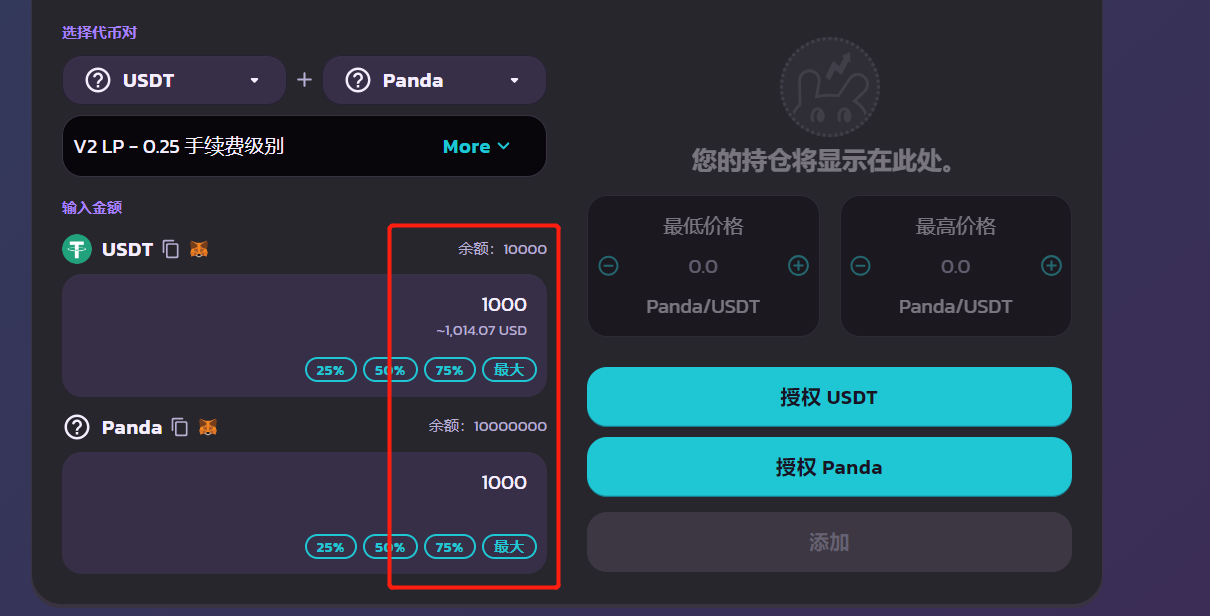 选择代币对
USDT + Panda
V2 LP - 0.25 手续费级别 More
输入金额
USDT 余额：10000
1000
~1,014.07 USD
25% 50% 75% 最大
Panda 余额：10000000
1000
25% 50% 75% 最大
您的持仓将显示在此处。
最低价格 最高价格
0.0 0.0
Panda/USDT Panda/USDT
授权 USDT
授权 Panda
添加